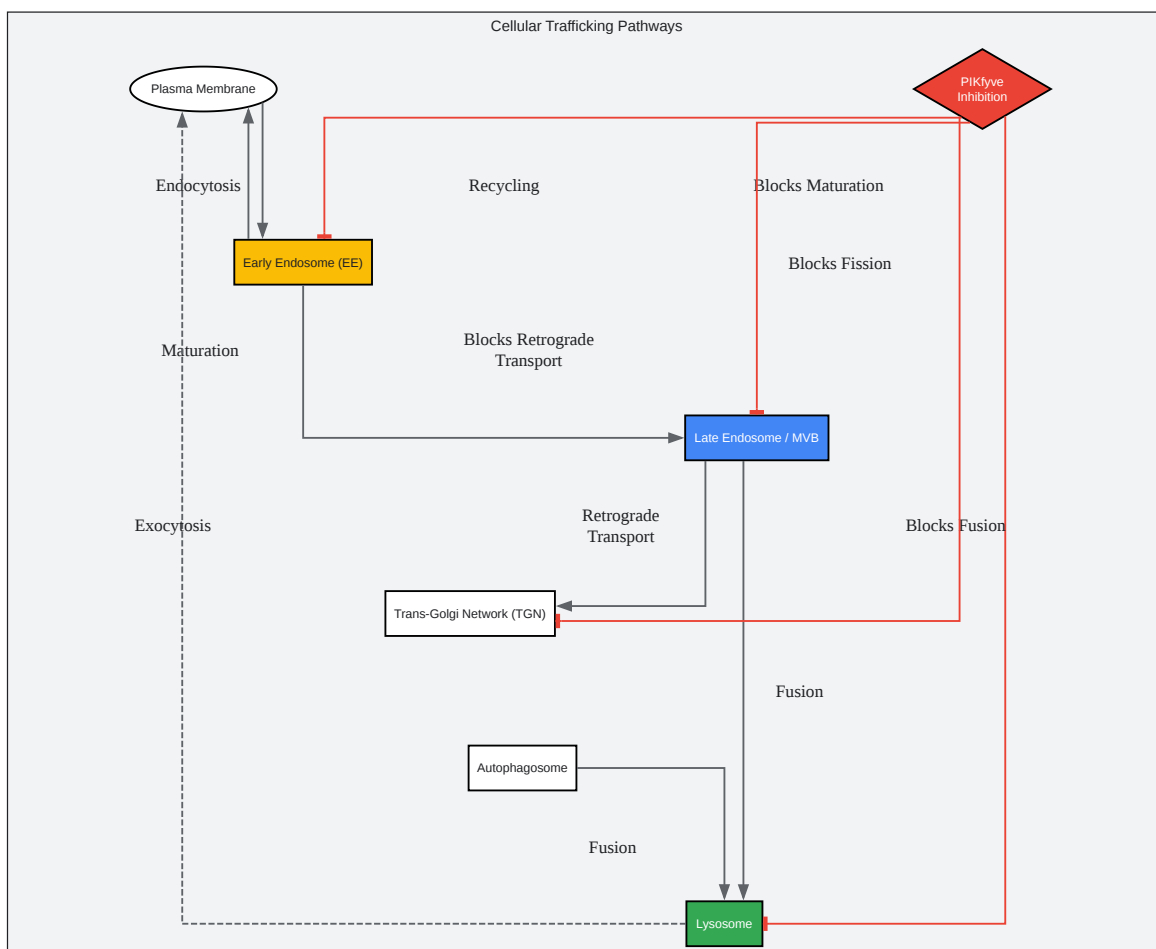 Cellular Trafficking Pathways
Plasma Membrane
PIKfyve
Inhibition
Endocytosis
Recycling
Blocks Maturation
Early Endosome (EE)
Blocks Fission
Maturation
Blocks Retrograde
Transport
Late Endosome / MVB
Exocytosis
Retrograde
Transport
Blocks Fusion
Trans-Golgi Network (TGN)
Fusion
Autophagosome
Fusion
Lysosome